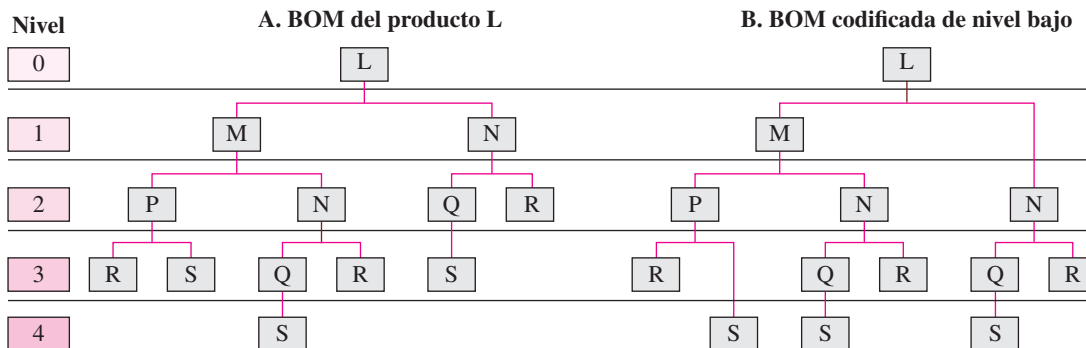 Nivel
A. BOM del producto L
B. BOM codificada de nivel bajo
0 L L
1 M N M
2 P N Q R P N N
3 R S Q R S R Q R Q R
4 S S S S